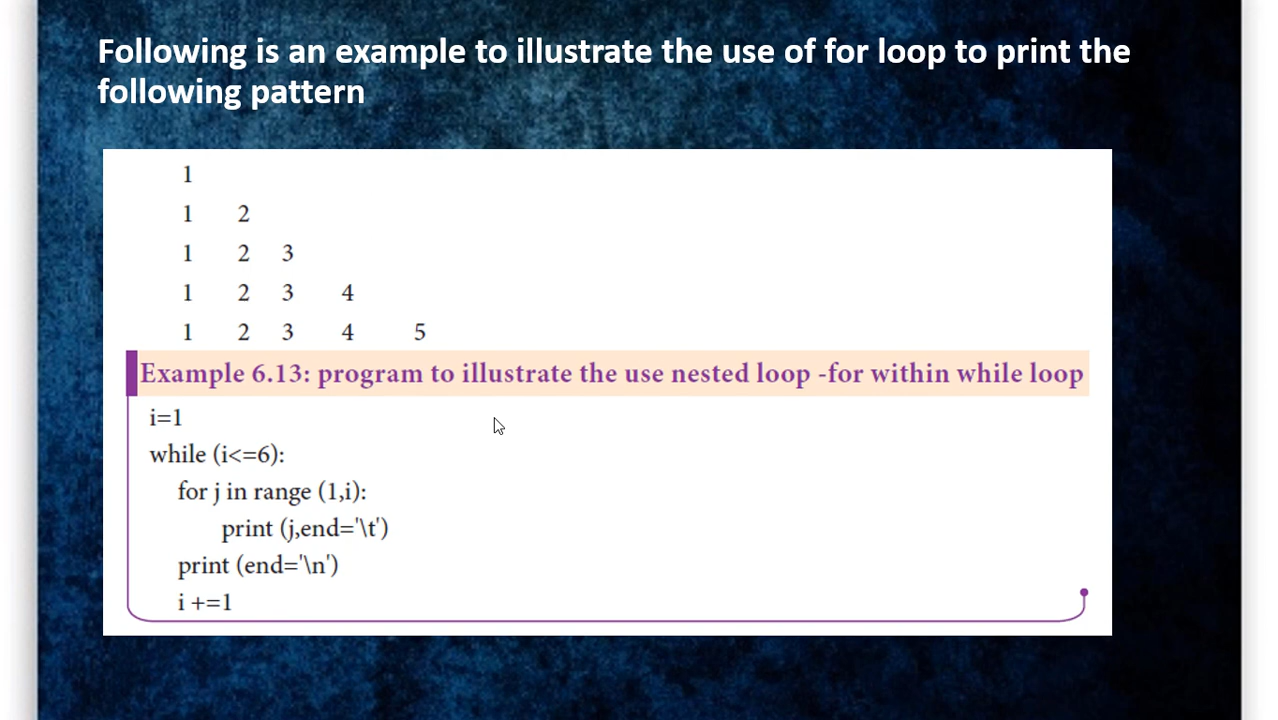 Following is an example to illustrate the use of for loop to print the
following pattern
1
1 2
1 2 3
1 2 3 4
1 2 3 4 5
Example 6.13: program to illustrate the use nested loop -for within while loop
i=1
while (i<=6):
for j in range (1,i):
print (j,end='\t')
print (end='\n')
i +=1